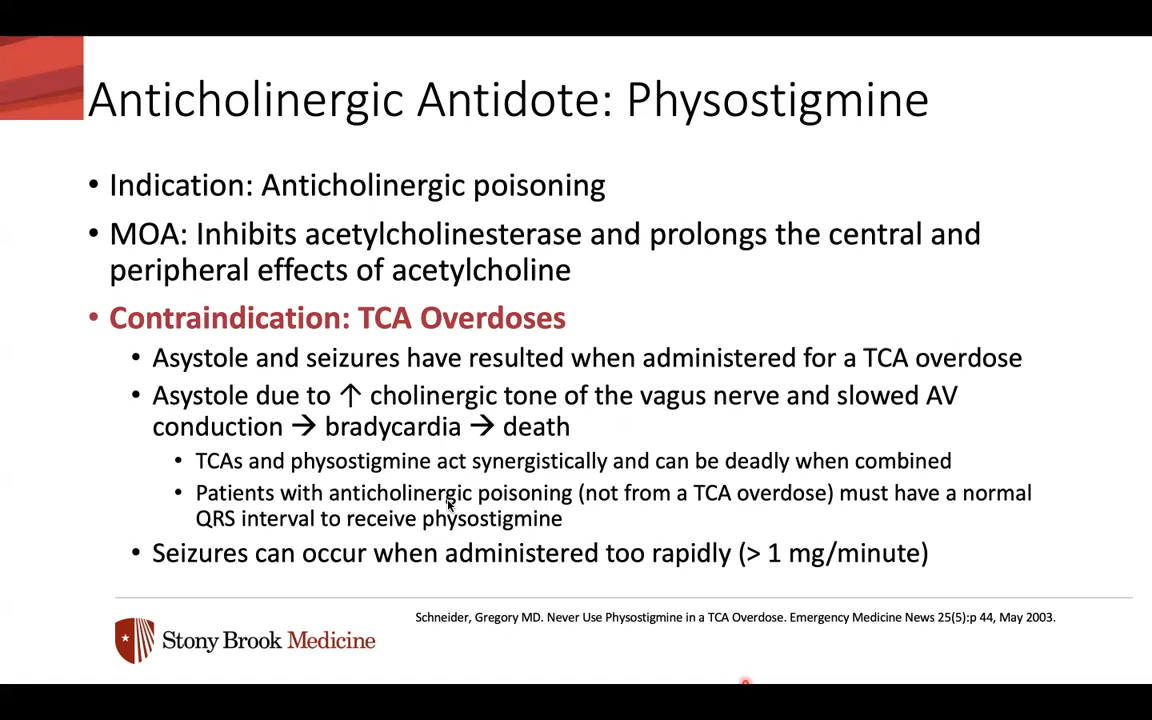 Anticholinergic Antidote: Physostigmine
• Indication: Anticholinergic poisoning
• MOA: Inhibits acetylcholinesterase and prolongs the central and
peripheral effects of acetylcholine
• Contraindication: TCA Overdoses
• Asystole and seizures have resulted when administered for a TCA overdose
• Asystole due to ↑ cholinergic tone of the vagus nerve and slowed AV
conduction → bradycardia → death
• TCAs and physostigmine act synergistically and can be deadly when combined
• Patients with anticholinergic poisoning (not from a TCA overdose) must have a normal
QRS interval to receive physostigmine
• Seizures can occur when administered too rapidly (> 1 mg/minute)
Schneider, Gregory MD. Never Use Physostigmine in a TCA Overdose. Emergency Medicine News 25(5):p 44, May 2003.
Stony Brook Medicine